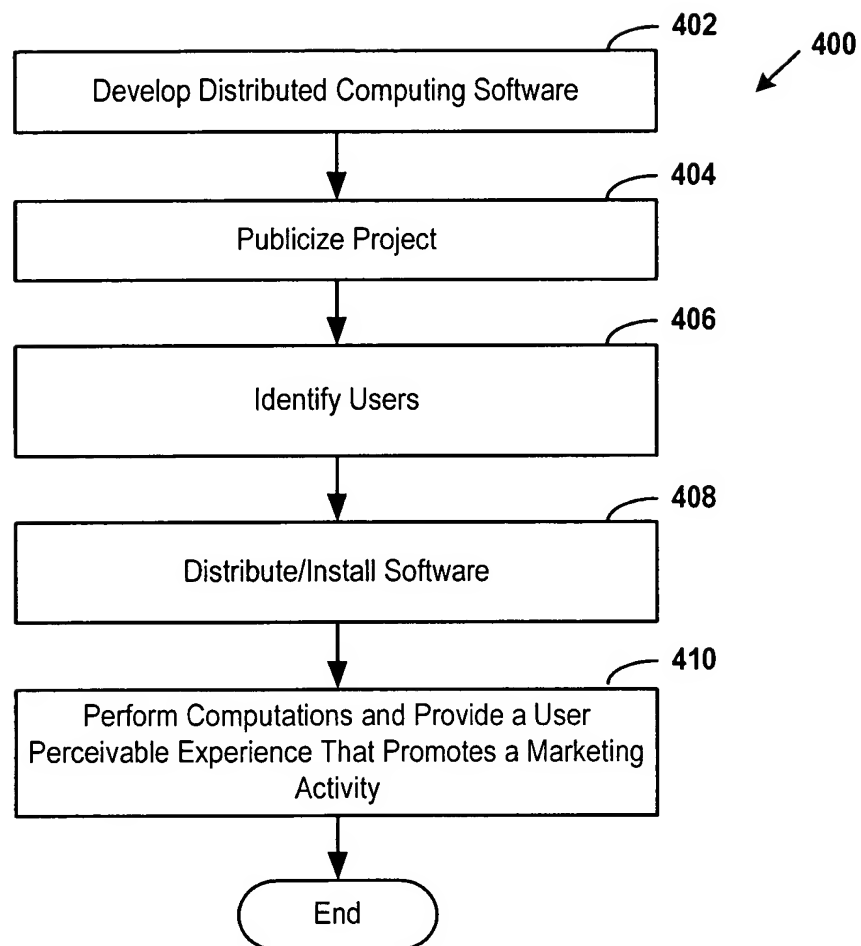 402
400
Develop Distributed Computing Software
404
Publicize Project
406
Identify Users
408
Distribute/Install Software
410
Perform Computations and Provide a User
Perceivable Experience That Promotes a Marketing
Activity
End